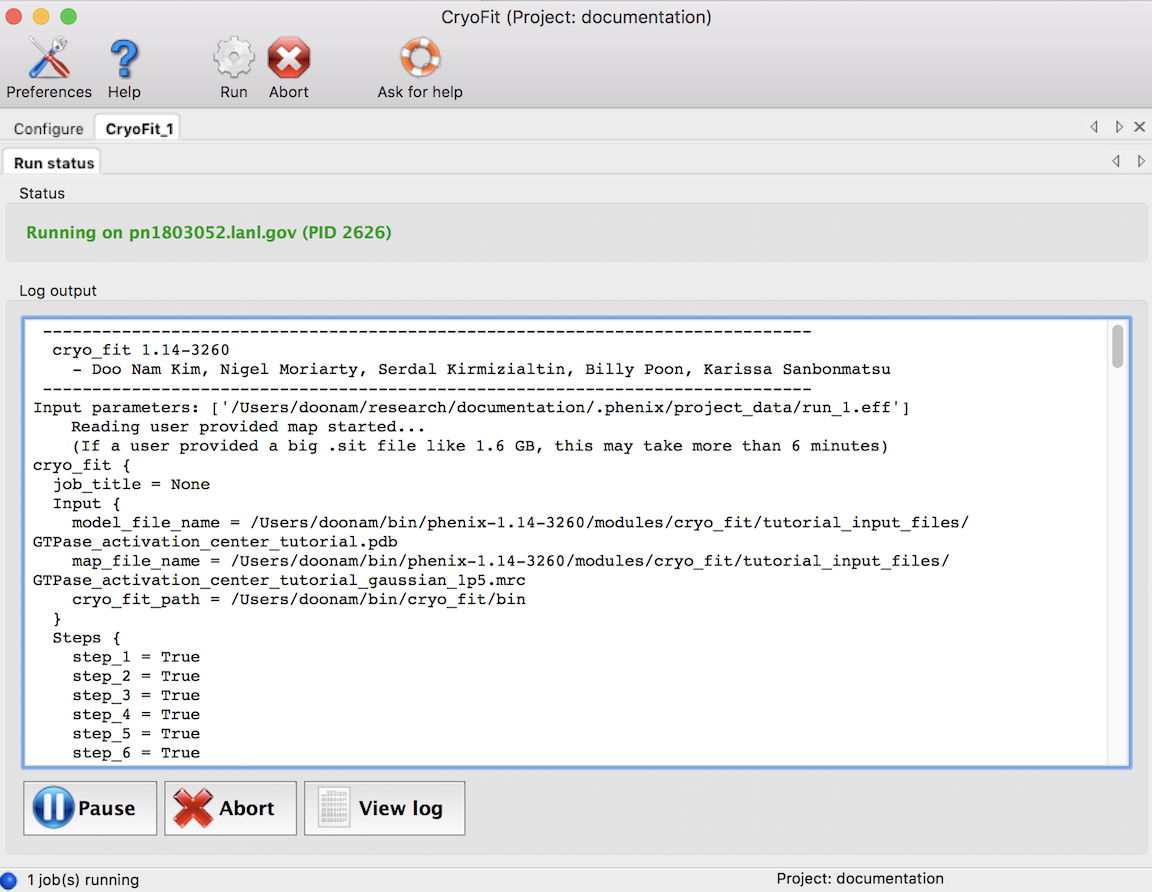 CryoFit (Project: documentation)
Preferences Help Run Abort Ask for help
Configure CryoFit_1
Run status
Status
Running on pn1803052.lanl.gov (PID 2626)
Log output
------------------------------------------------------------------------------
cryo_fit 1.14-3260
- Doo Nam Kim, Nigel Moriarty, Serdal Kirmizialtin, Billy Poon, Karissa Sanbonmatsu
------------------------------------------------------------------------------
Input parameters: ['/Users/doonam/research/documentation/.phenix/project_data/run_1.eff']
Reading user provided map started...
(If a user provided a big .sit file like 1.6 GB, this may take more than 6 minutes)
cryo_fit {
job_title = None
Input {
model_file_name = /Users/doonam/bin/phenix-1.14-3260/modules/cryo_fit/tutorial_input_files/
GTPase_activation_center_tutorial.pdb
map_file_name = /Users/doonam/bin/phenix-1.14-3260/modules/cryo_fit/tutorial_input_files/
GTPase_activation_center_tutorial_gaussian_1p5.mrc
cryo_fit_path = /Users/doonam/bin/cryo_fit/bin
}
Steps {
step_1 = True
step_2 = True
step_3 = True
step_4 = True
step_5 = True
step_6 = True
Pause Abort View log
1 job(s) running Project: documentation